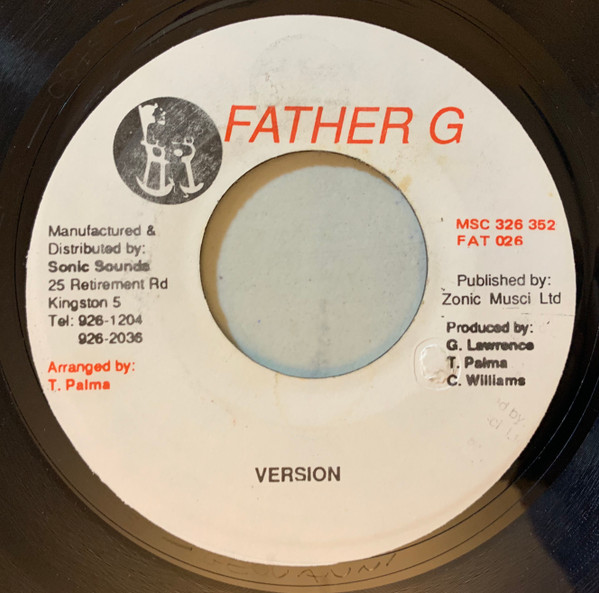 FATHER G
Manufactured &
Distributed by:
Sonic Sounds
25 Retirement Rd
Kingston 5
Tel: 926-1204
926-2036
Arranged by:
T. Palma
MSC 326 352
FAT 026
Published by:
Zonic Musci Ltd
Produced by:
G. Lawrence
T. Palma
C. Williams
VERSION